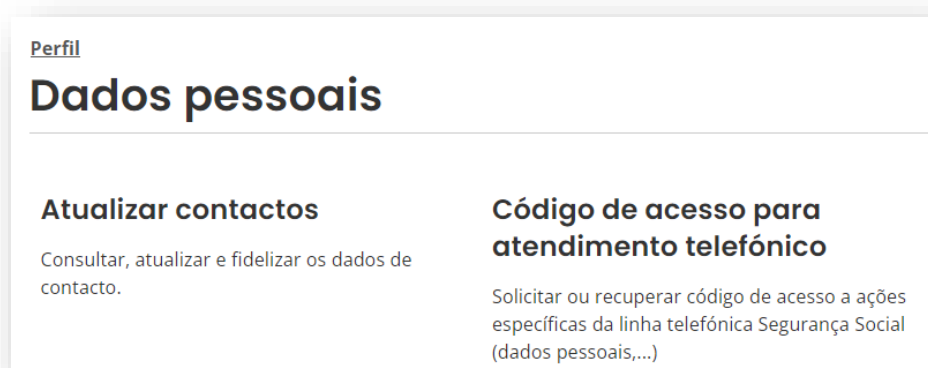 Perfil
Dados pessoais
Atualizar contactos
Consultar, atualizar e fidelizar os dados de
contacto.
Código de acesso para
atendimento telefónico
Solicitar ou recuperar código de acesso a ações
específicas da linha telefónica Segurança Social
(dados pessoais,...)